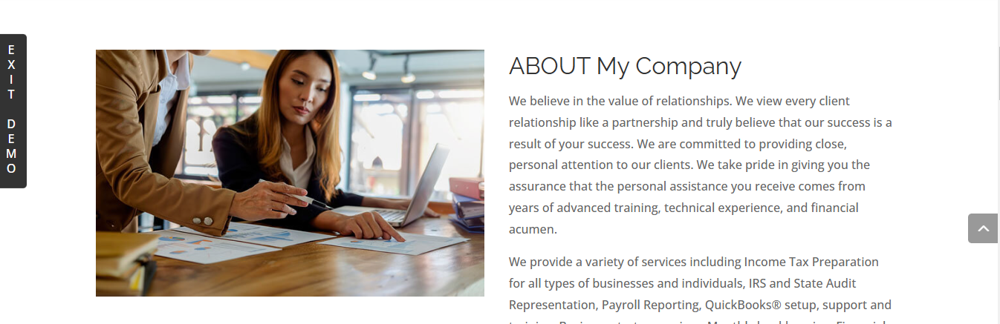 EXIT DEMO
ABOUT My Company
We believe in the value of relationships. We view every client
relationship like a partnership and truly believe that our success is a
result of your success. We are committed to providing close,
personal attention to our clients. We take pride in giving you the
assurance that the personal assistance you receive comes from
years of advanced training, technical experience, and financial
acumen.
We provide a variety of services including Income Tax Preparation
for all types of businesses and individuals, IRS and State Audit
Representation, Payroll Reporting, QuickBooks® setup, support and